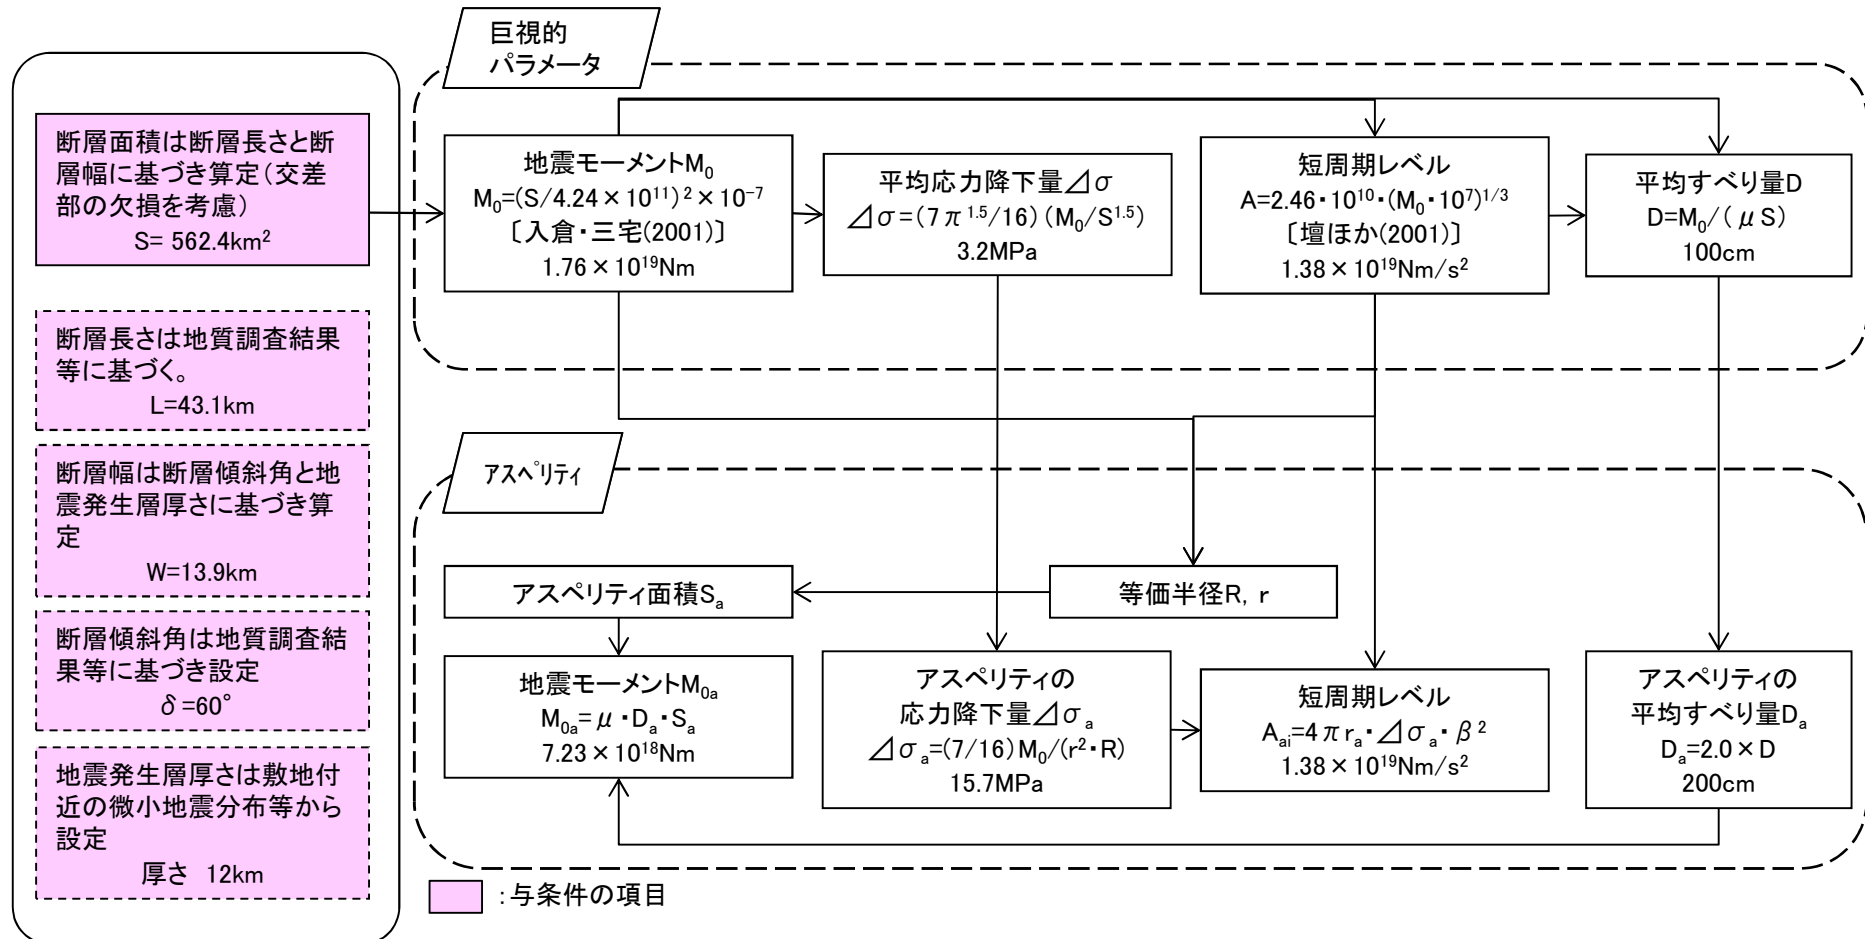 巨視的
パラメータ
断層面積は断層長さと断
層幅に基づき算定(交差
部の欠損を考慮)
S= 562.4km²
断層長さは地質調査結果
等に基づく。
L=43.1km
断層幅は断層傾斜角と地
震発生層厚さに基づき算
定
W=13.9km
断層傾斜角は地質調査結
果等に基づき設定
δ=60°
地震発生層厚さは敷地付
近の微小地震分布等から
設定
厚さ 12km
地震モーメントM₀
M₀=(S/4.24×10¹¹)²×10⁻⁷
〔入倉・三宅(2001)〕
1.76×10¹⁹Nm
平均応力降下量⊿σ
⊿σ=(7π^1.5/16)(M₀/S^1.5)
3.2MPa
短周期レベル
A=2.46・10¹⁰・(M₀・10⁷)^1/3
〔壇ほか(2001)〕
1.38×10¹⁹Nm/s²
平均すべり量D
D=M₀/(μS)
100cm
アスペリティ
アスペリティ面積Sₐ
等価半径R, r
地震モーメントM₀ₐ
M₀ₐ=μ・Dₐ・Sₐ
7.23×10¹⁸Nm
アスペリティの
応力降下量⊿σₐ
⊿σₐ=(7/16)M₀/(r²・R)
15.7MPa
短周期レベル
Aₐᵢ=4πrₐ・⊿σₐ・β²
1.38×10¹⁹Nm/s²
アスペリティの
平均すべり量Dₐ
Dₐ=2.0×D
200cm
:与条件の項目